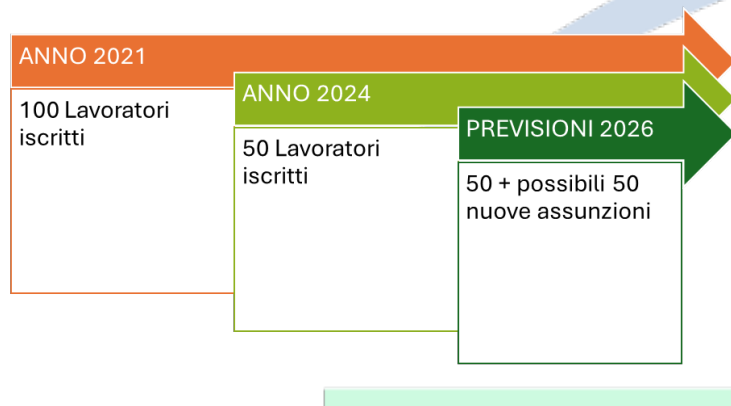 ANNO 2021
100 Lavoratori
iscritti
ANNO 2024
50 Lavoratori
iscritti
PREVISIONI 2026
50 + possibili 50
nuove assunzioni